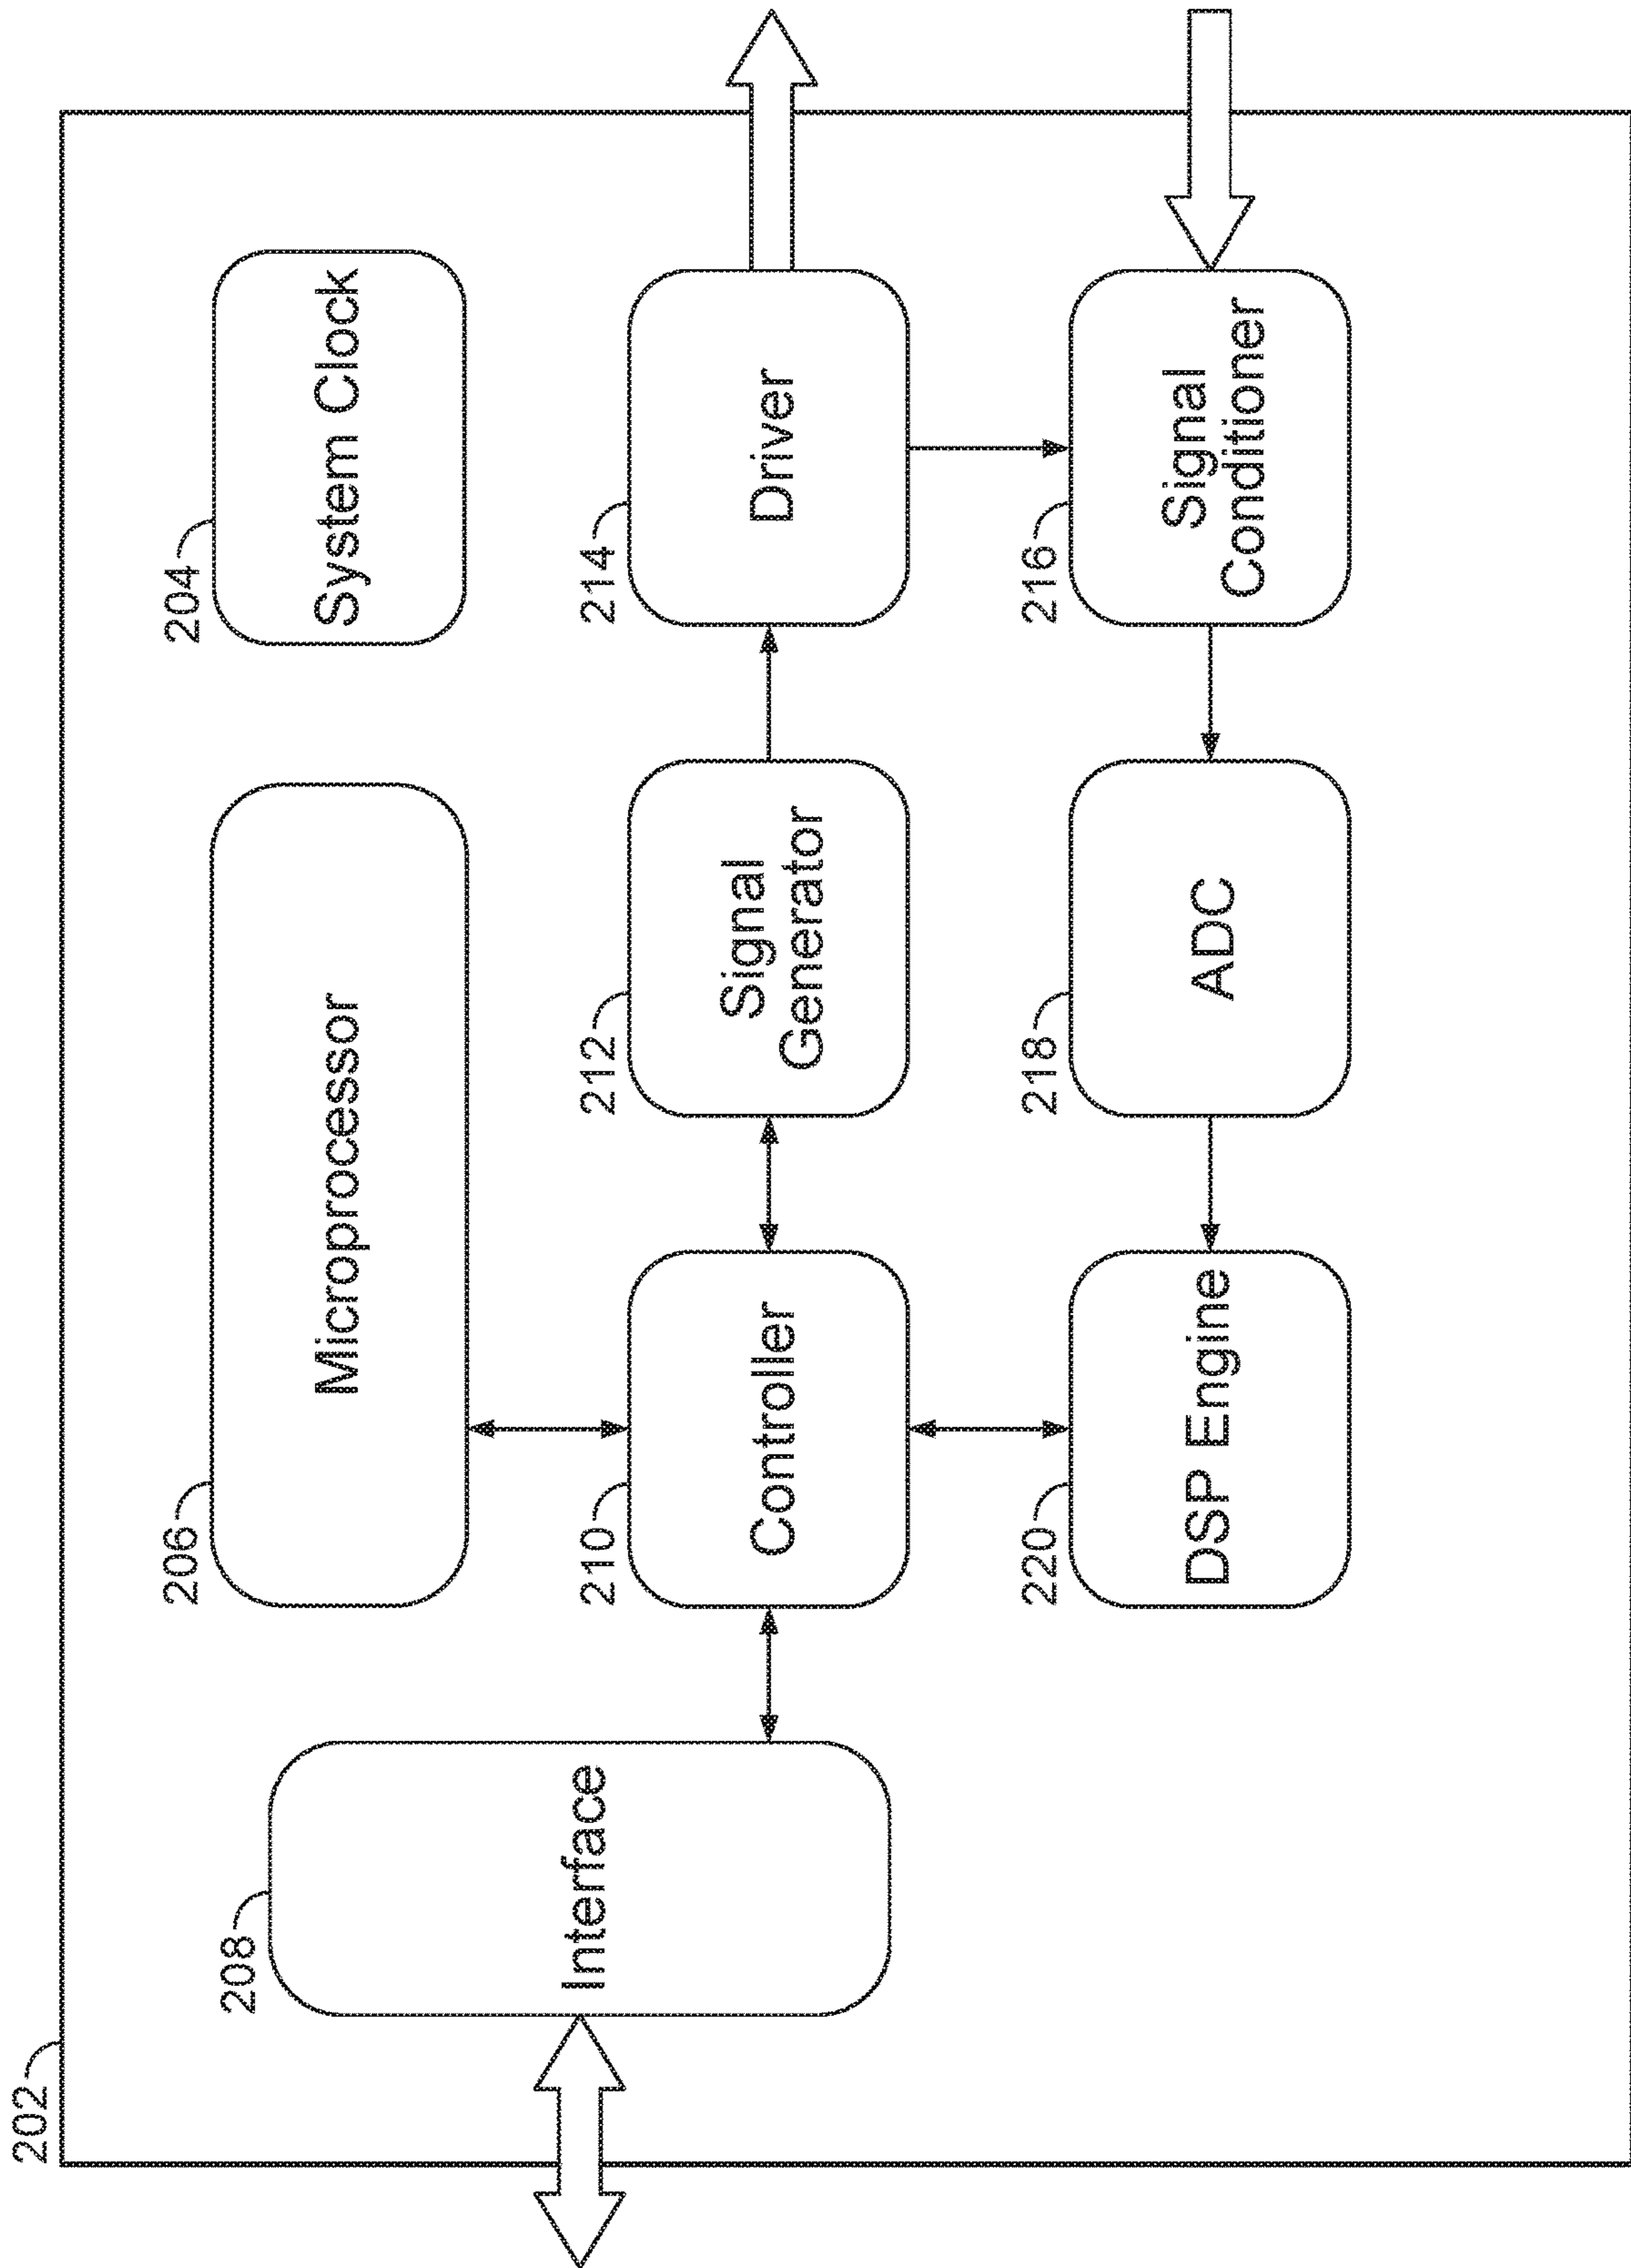 202
206
Microprocessor
204
System Clock
208
Interface
210
Controller
212
Signal
Generator
214
Driver
220
DSP Engine
218
ADC
216
Signal
Conditioner